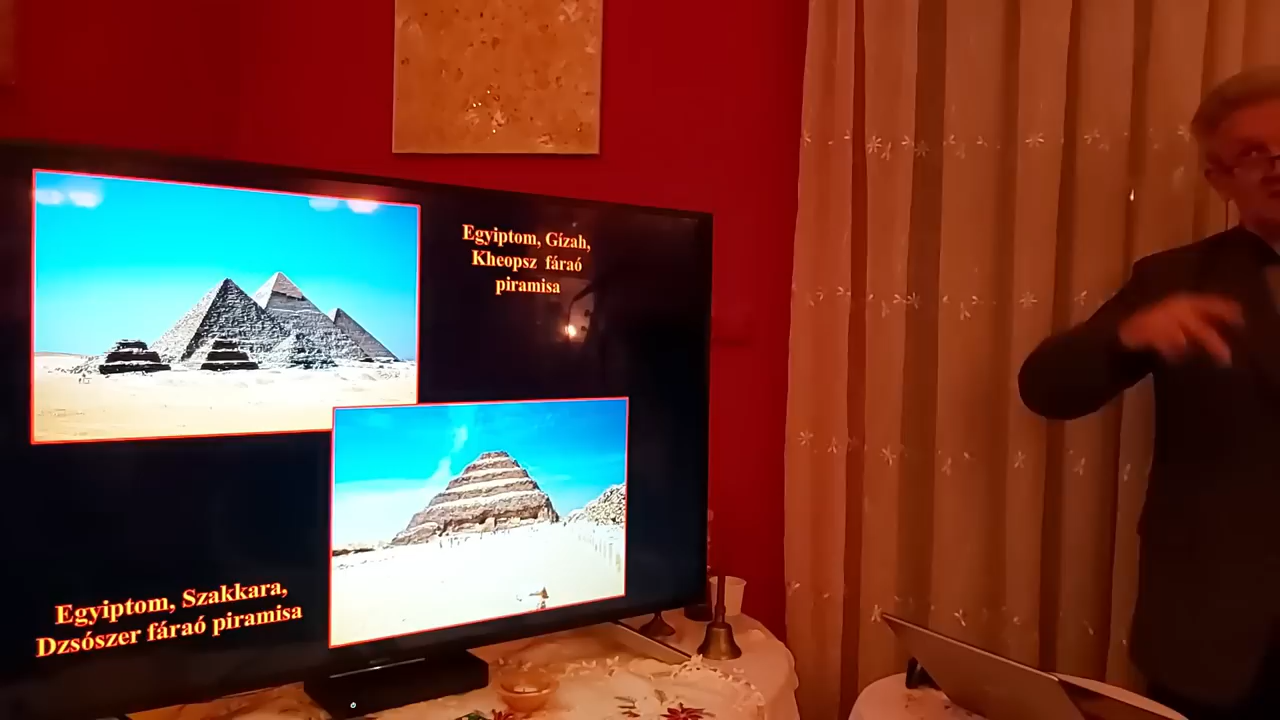 Egyiptom, Gízah,
Kheopsz fáraó
piramisa
Egyiptom, Szakkara,
Dzsószer fáraó piramisa